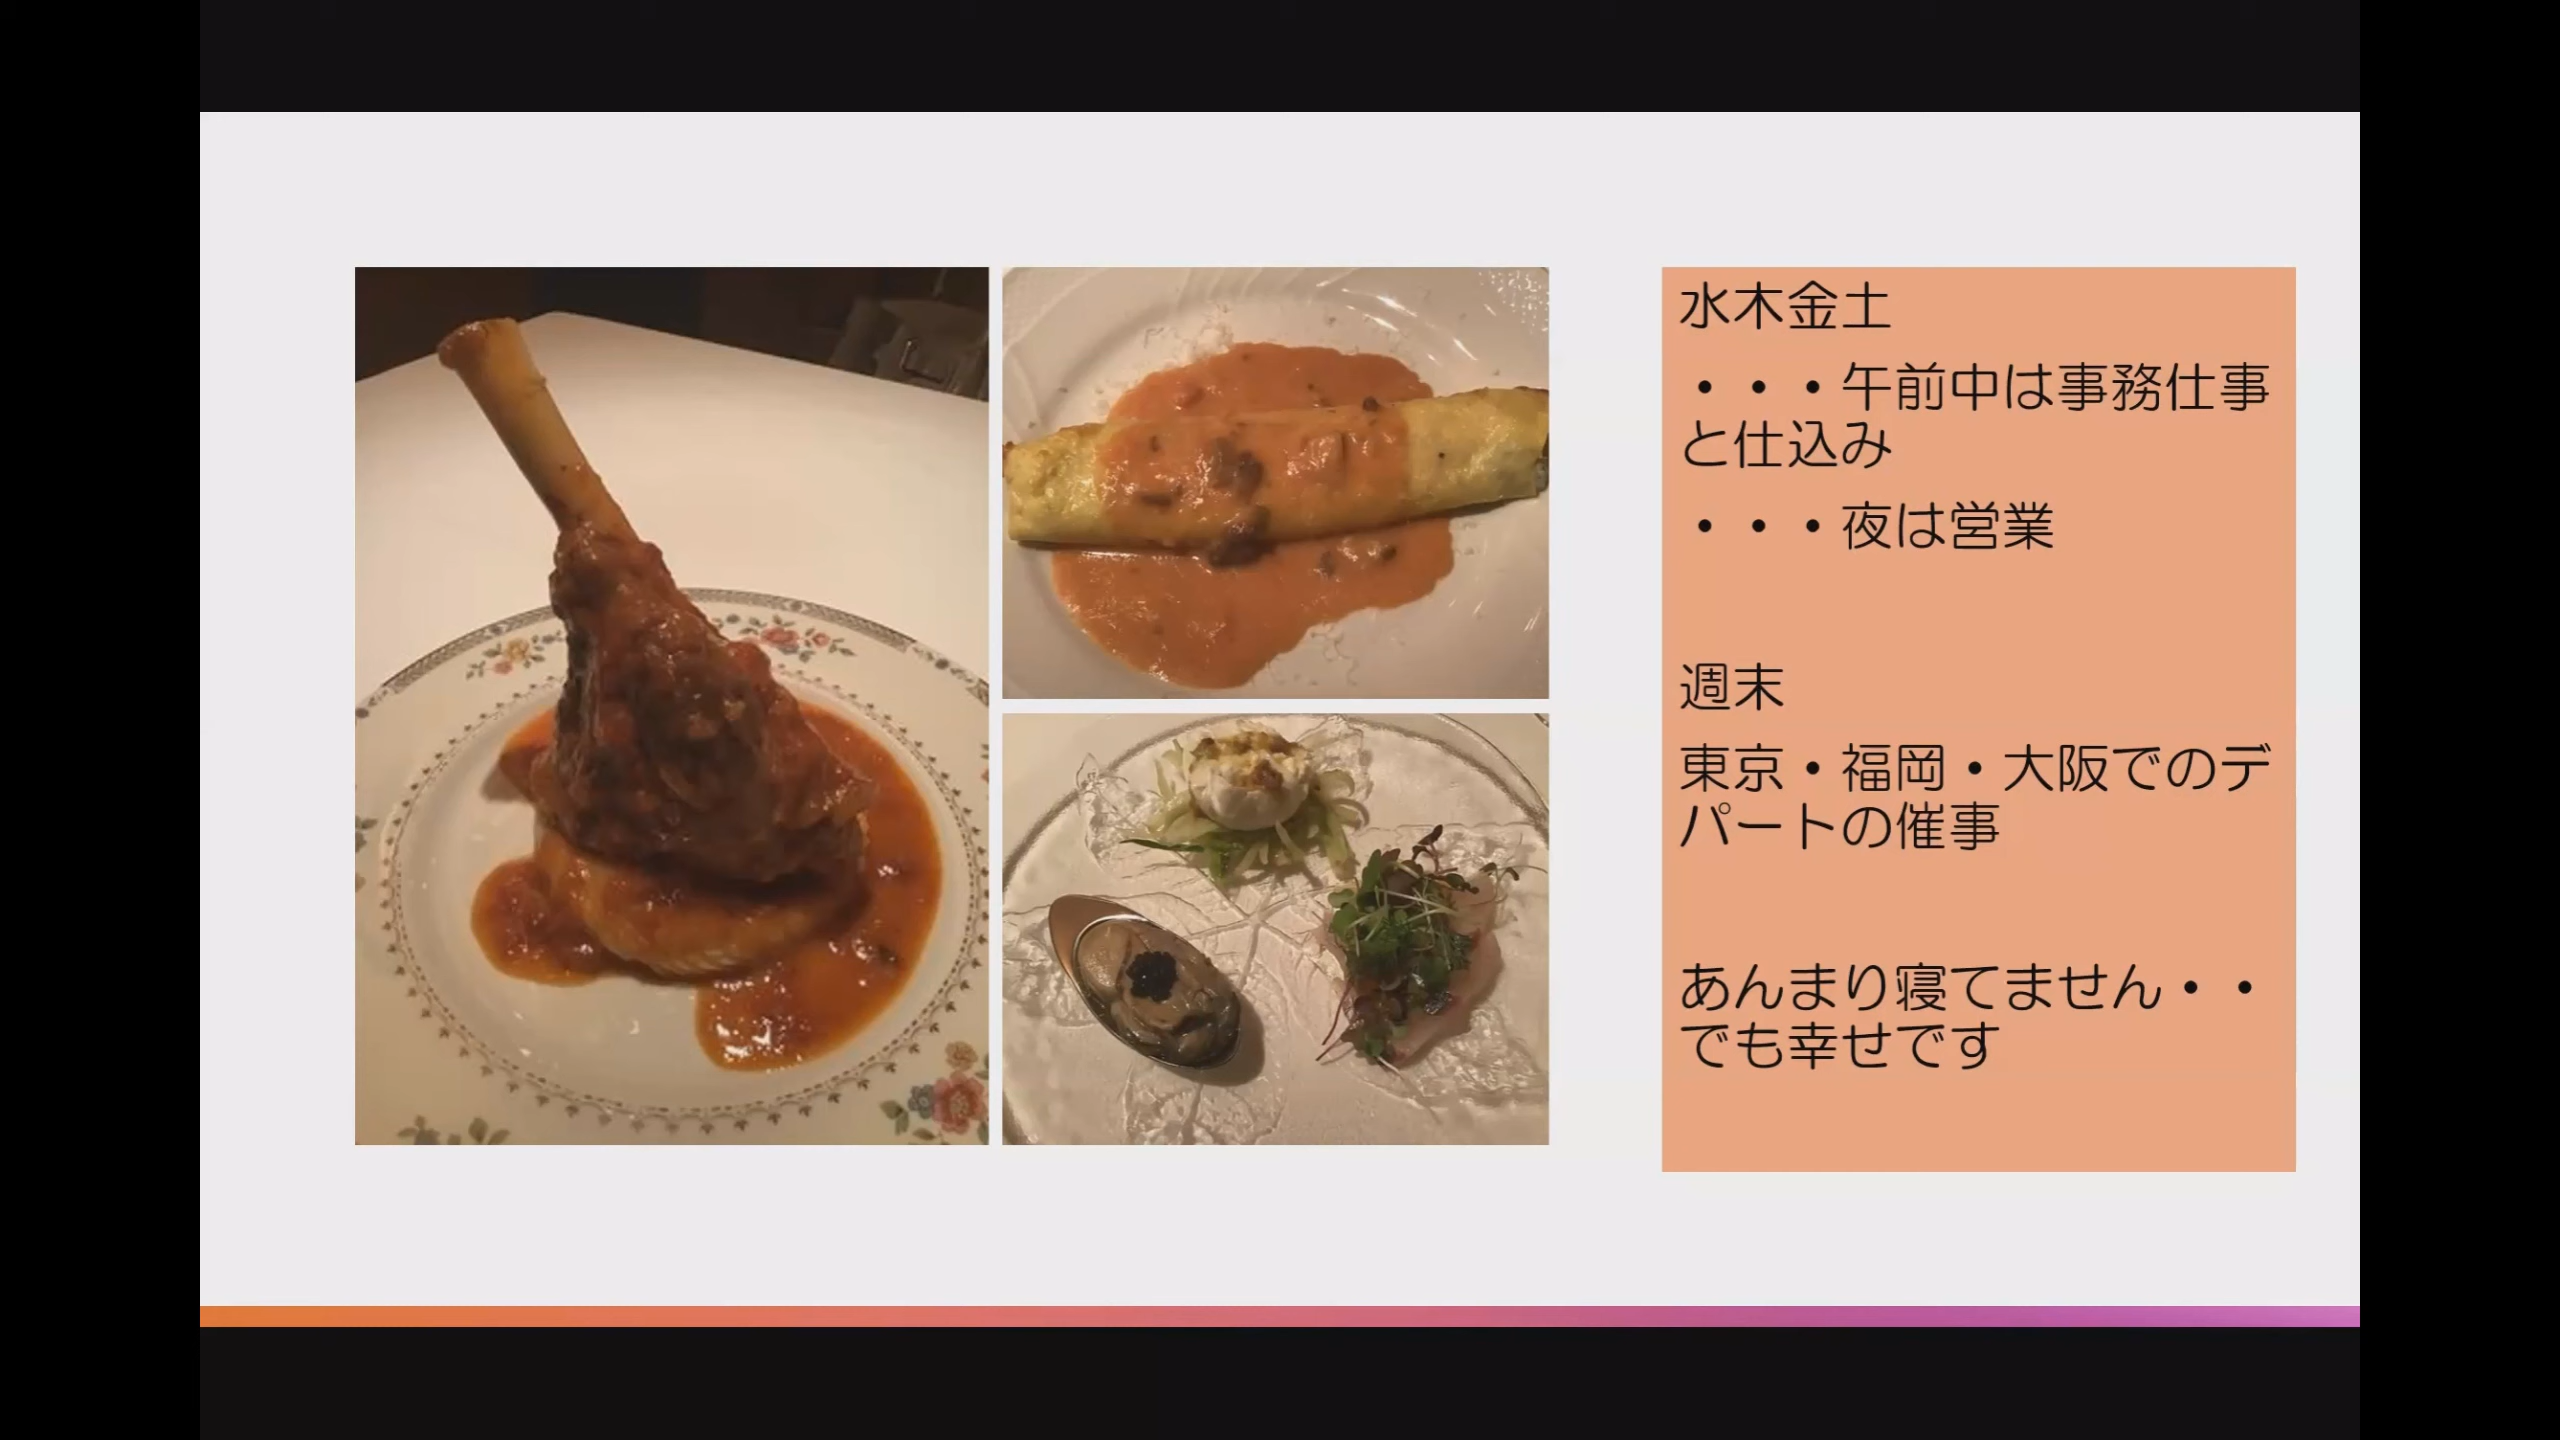 水木金土
・・・午前中は事務仕事
と仕込み
・・・夜は営業
週末
東京・福岡・大阪でのデ
パートの催事
あんまり寝てません・・
でも幸せです